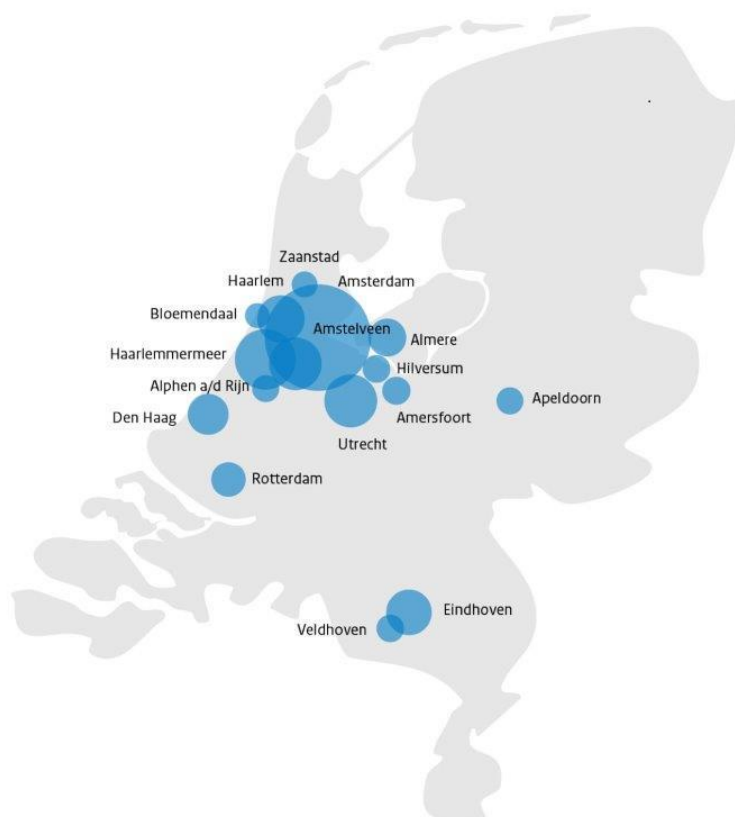 Zaanstad
Haarlem
Amsterdam
Bloemendaal
Amstelveen
Almere
Haarlemmermeer
Hilversum
Alphen a/d Rijn
Apeldoorn
Den Haag
Amersfoort
Utrecht
Rotterdam
Eindhoven
Veldhoven